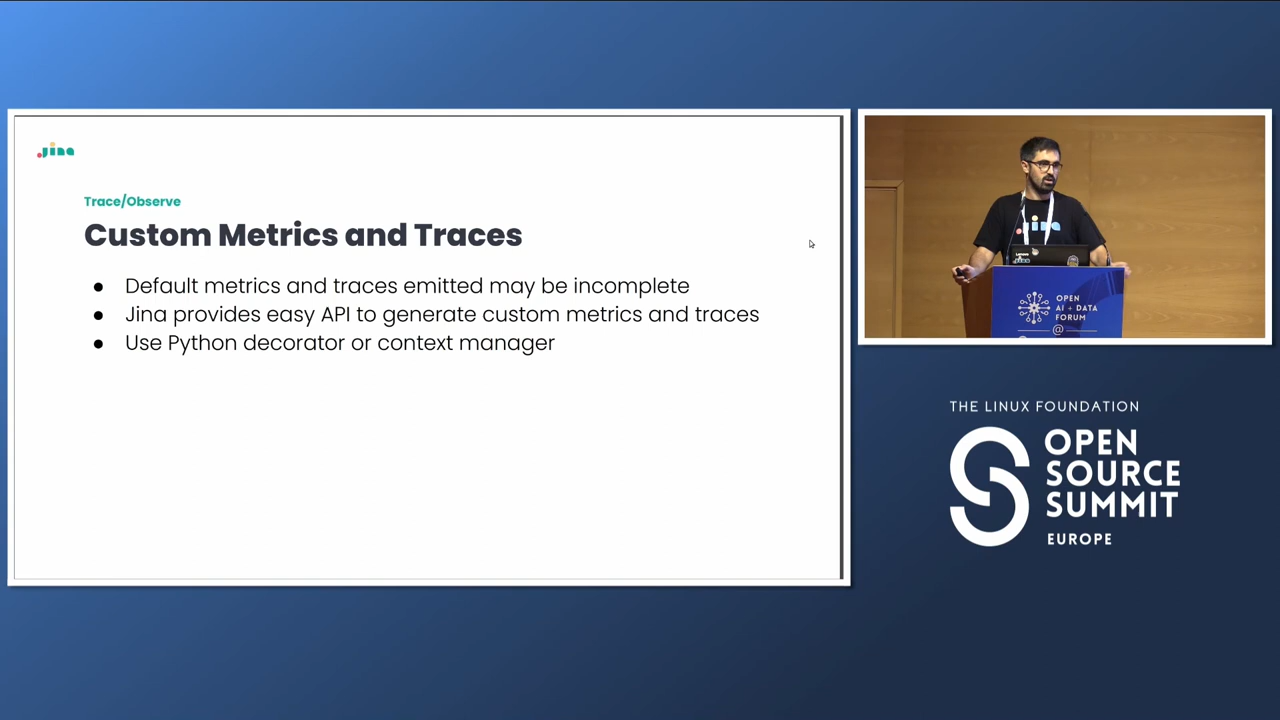 Jina
Trace/Observe
Custom Metrics and Traces
● Default metrics and traces emitted may be incomplete
● Jina provides easy API to generate custom metrics and traces
● Use Python decorator or context manager
jina
OPEN
AI + DATA
FORUM
@
THE LINUX FOUNDATION
OPEN
SOURCE
SUMMIT
EUROPE